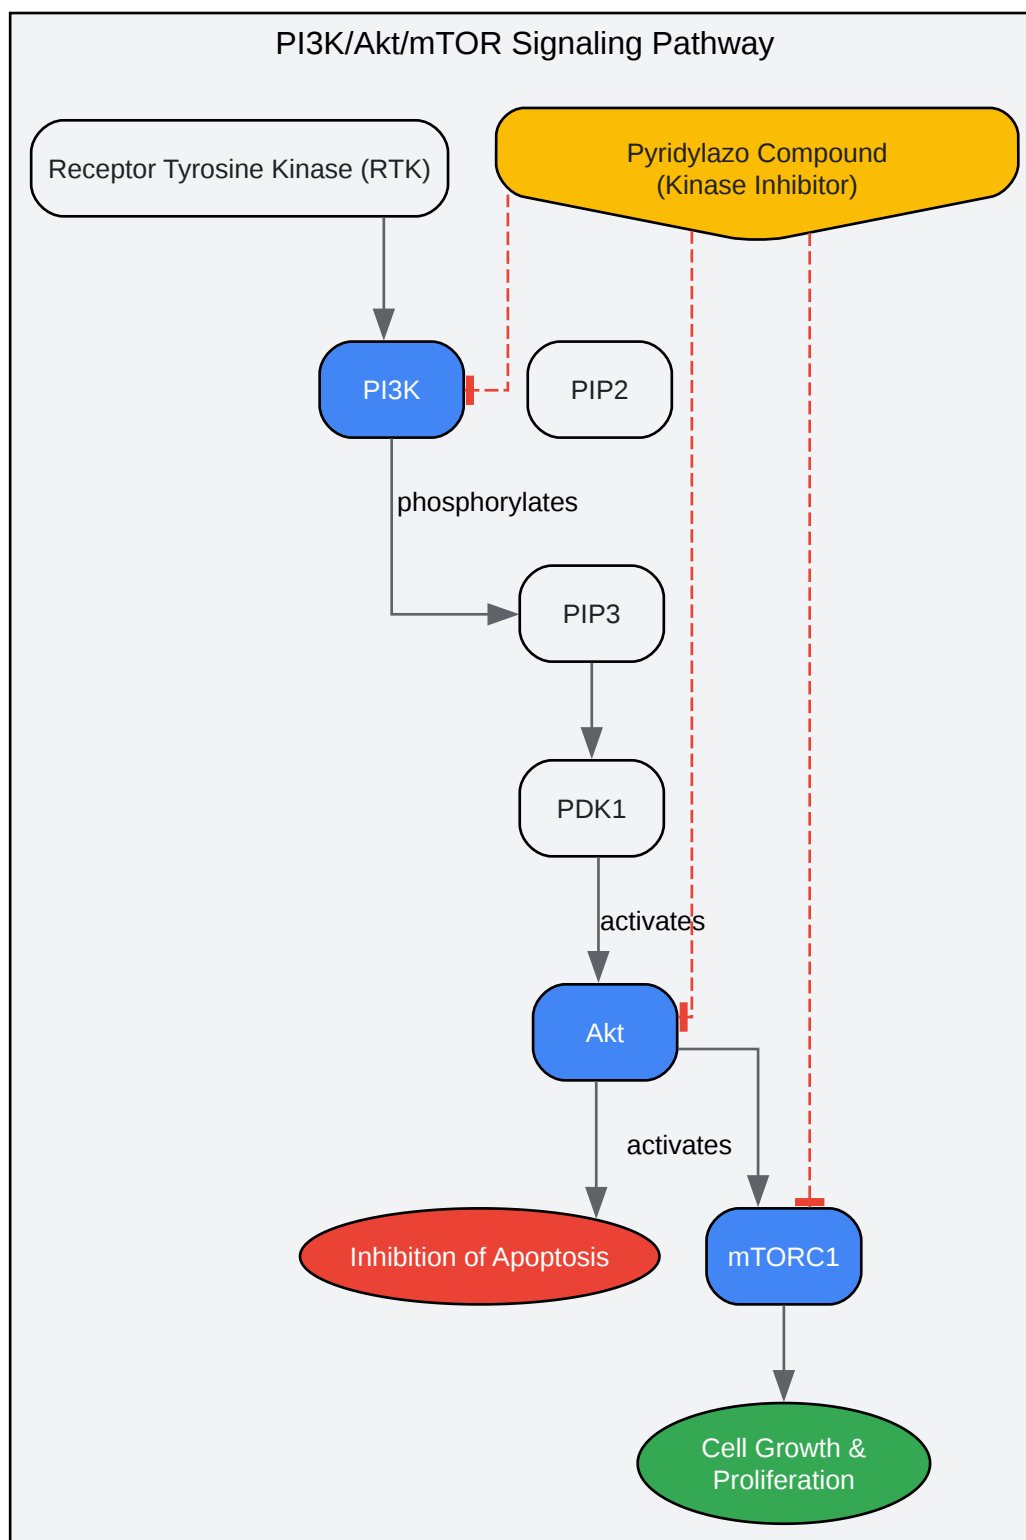 PI3K/Akt/mTOR Signaling Pathway
Receptor Tyrosine Kinase (RTK)
Pyridylazo Compound
(Kinase Inhibitor)
PI3K
PIP2
phosphorylates
PIP3
PDK1
activates
Akt
activates
Inhibition of Apoptosis
mTORC1
Cell Growth &
Proliferation